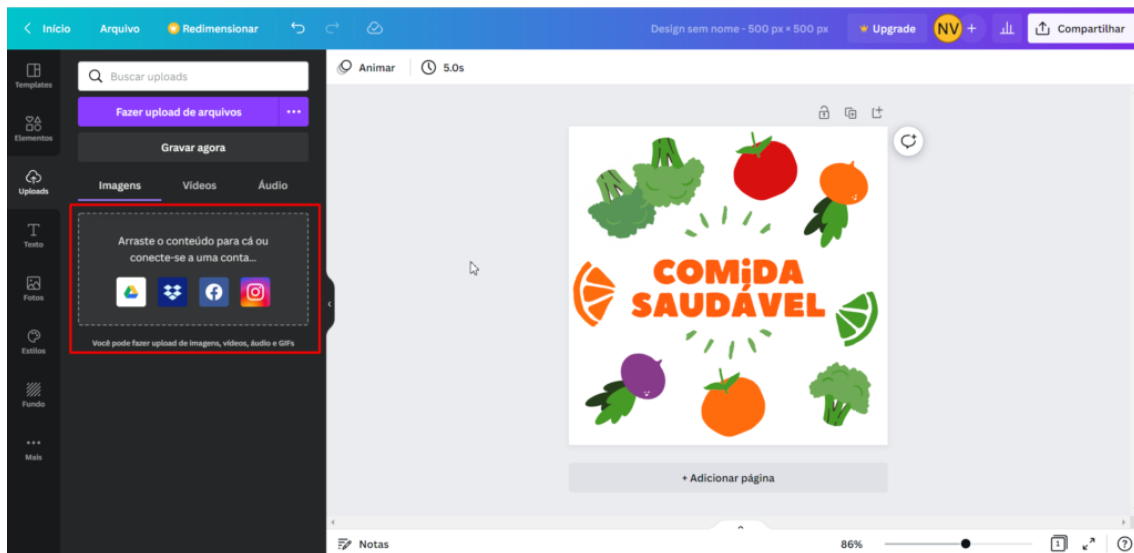 Início Arquivo Redimensionar Design sem nome - 500 px × 500 px Upgrade NV + Compartilhar
Templates
Elementos
Uploads
Texto
Fotos
Estilos
Fundo
Mais
Buscar uploads
Fazer upload de arquivos
Gravar agora
Imagens Vídeos Áudio
Arraste o conteúdo para cá ou
conecte-se a uma conta...
Você pode fazer upload de imagens, vídeos, áudio e GIFs
Animar 5.0s
COMiDA
SAUDÁVEL
+ Adicionar página
Notas 86% 1 ?